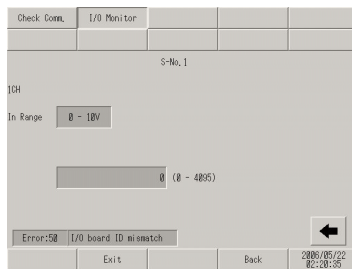 Check Comm. I/O Monitor
S-No.1
1CH
In Range 0 - 10V
0 (0 - 4095)
Error:50 I/O board ID mismatch
Exit Back 2006/05/22
02:20:35